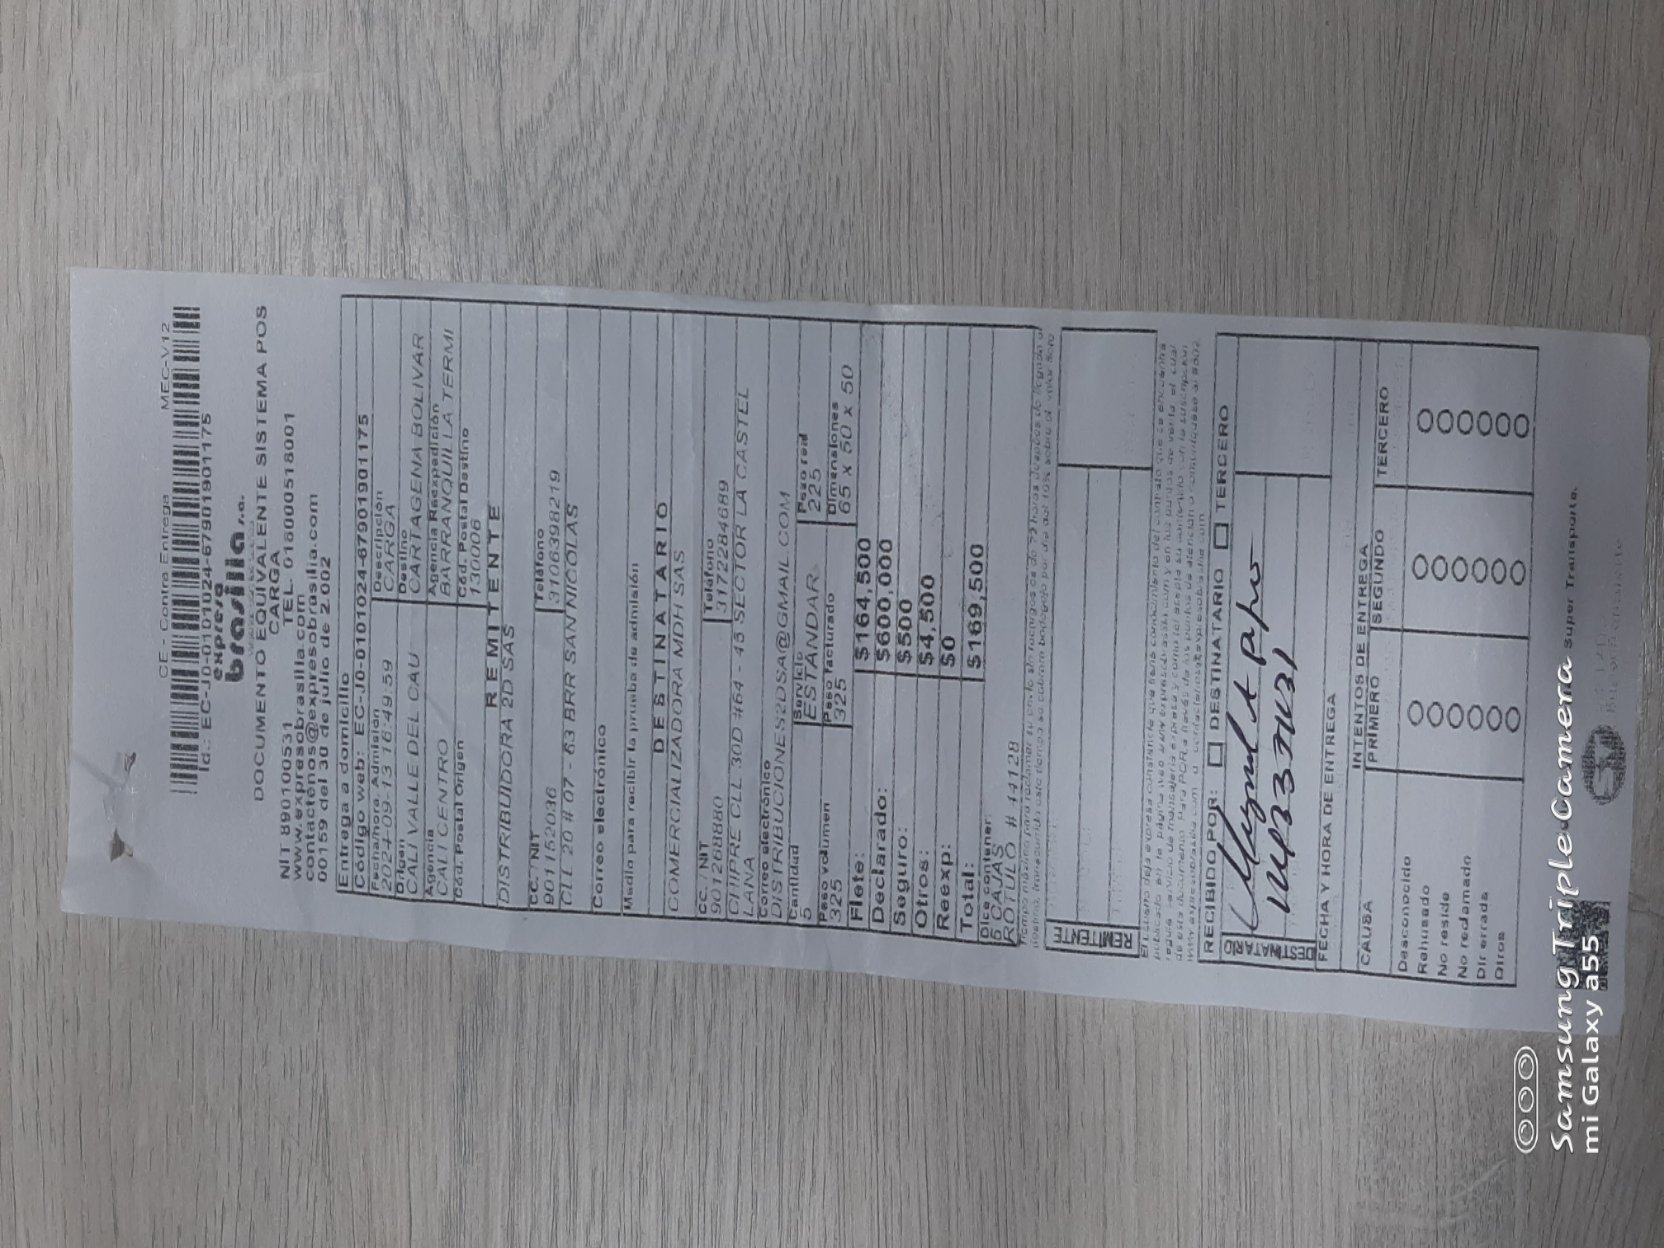 CE - Contra Entrega MEC-V12
Id.: EC-J0-0101024-67901901175
expreso
brasilia s.a.
DOCUMENTO EQUIVALENTE SISTEMA POS
CARGA
NIT 890100531 TEL. 018000518001
www.expresobrasilia.com
contactenos@expresobrasilia.com
00159 del 30 de julio de 2.002
Entrega a domicilio
Código web: EC-J0-0101024-67901901175
Fecha/hora Admisión Descripción
2024-09-13 16:49:59 CARGA
Origen Destino
CALI VALLE DEL CAU CARTAGENA BOLIVAR
Agencia Agencia Reexpedición
CALI CENTRO BARRANQUILLA TERMI
Cód. Postal Origen Cód. Postal Destino
130006
REMITENTE
DISTRIBUIDORA 2D SAS
CC. / NIT Teléfono
901152036 3106398219
CLL 20 # 07 - 63 BRR SAN NICOLAS
Correo electrónico
Medio para recibir la prueba de admisión
DESTINATARIO
COMERCIALIZADORA MDH SAS
CC. / NIT Teléfono
901268880 3172284689
CHIPRE CLL 30D #64 - 45 SECTOR LA CASTEL
LANA
Correo electrónico
DISTRIBUCIONES2DSA@GMAIL.COM
Cantidad Servicio Peso real
5 ESTANDAR 225
Peso volumen Peso facturado Dimensiones
325 325 65 x 50 x 50
Flete: $164,500
Declarado: $600,000
Seguro: $500
Otros: $4,500
Reexp: $0
Total: $169,500
Dice contener:
5 CAJAS
ROTULO # 44128
REMITENTE
RECIBIDO POR: DESTINATARIO TERCERO
DESTINATARIO
FECHA Y HORA DE ENTREGA
CAUSA INTENTOS DE ENTREGA
PRIMERO SEGUNDO TERCERO
Desconocido
Rehusado
No reside
No reclamado
Dir errada
Otros
Super Transporte.
Samsung Triple Camera
mi Galaxy a55